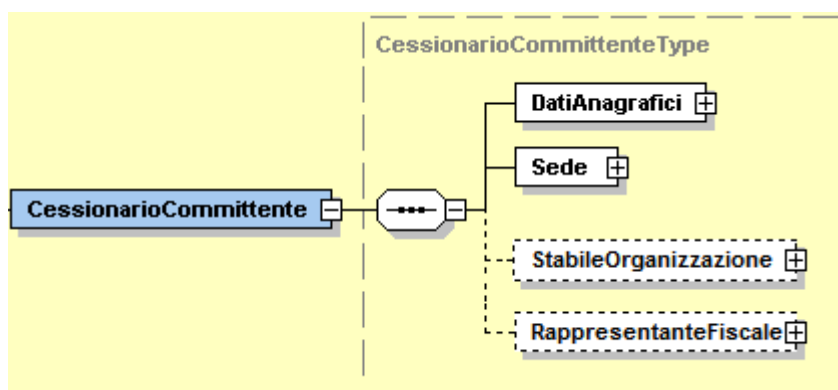 CessionarioCommittenteType
DatiAnagrafici
Sede
CessionarioCommittente
StabileOrganizzazione
RappresentanteFiscale